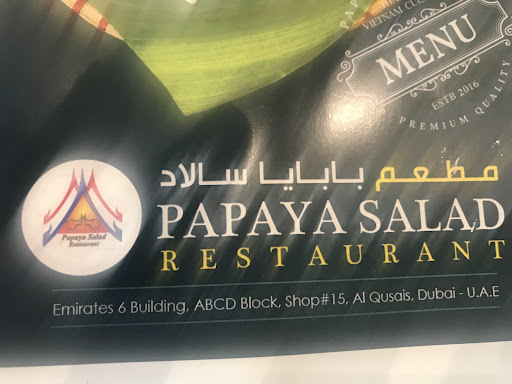 VIETNAM CUL
MENU
ESTB 2016
PREMIUM QUALITY
مطعم بابايا سالاد
PAPAYA SALAD
RESTAURANT
Papaya Salad
Restaurant
Emirates 6 Building, ABCD Block, Shop#15, Al Qusais, Dubai - U.A.E